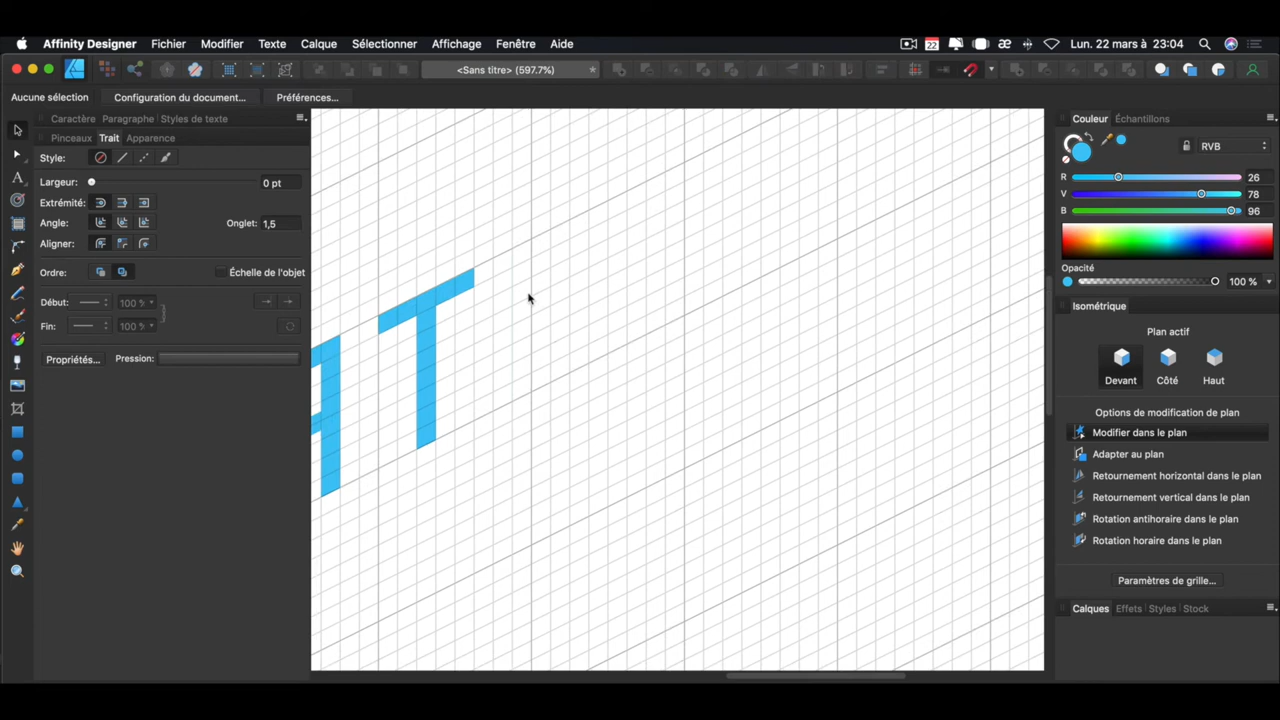 Affinity Designer Fichier Modifier Texte Calque Sélectionner Affichage Fenêtre Aide
22 Lun. 22 mars à 23:04
<Sans titre> (597.7%)
Aucune sélection Configuration du document... Préférences...
Caractère Paragraphe Styles de texte
Pinceaux Trait Apparence
Style:
Largeur: 0 pt
Extrémité:
Angle: Onglet: 1,5
Aligner:
Ordre: Échelle de l'objet
Début: 100 %
Fin: 100 %
Propriétés... Pression:
AT
Couleur Échantillons
RVB
R 26
V 78
B 96
Opacité
100 %
Isométrique
Plan actif
Devant Côté Haut
Options de modification de plan
Modifier dans le plan
Adapter au plan
Retournement horizontal dans le plan
Retournement vertical dans le plan
Rotation antihoraire dans le plan
Rotation horaire dans le plan
Paramètres de grille...
Calques Effets Styles Stock